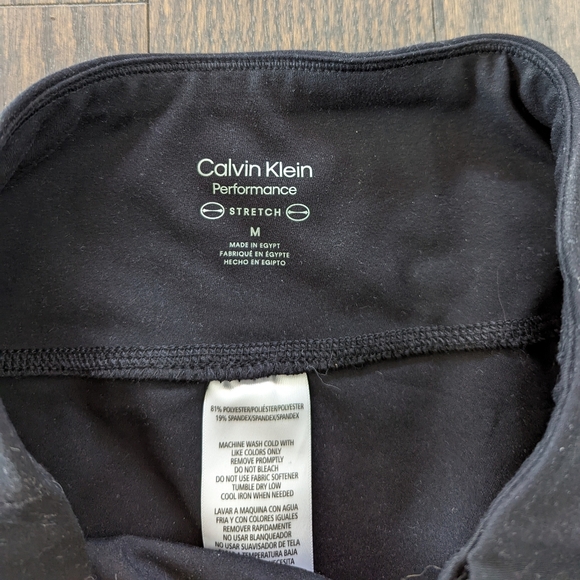 Calvin Klein
Performance
STRETCH
M
MADE IN EGYPT
FABRIQUÉ EN ÉGYPTE
HECHO EN EGIPTO
81% POLYESTER/POLIÉSTER/POLYESTER
19% SPANDEX/SPANDEX/SPANDEX
MACHINE WASH COLD WITH
LIKE COLORS ONLY
REMOVE PROMPTLY
DO NOT BLEACH
DO NOT USE FABRIC SOFTENER
TUMBLE DRY LOW
COOL IRON WHEN NEEDED
LAVAR A MAQUINA CON AGUA
FRIA Y CON COLORES IGUALES
REMOVER RAPIDAMENTE
NO USAR BLANQUEADOR
NO USAR SUAVISADOR DE TELA
TEMPERATURA BAJA